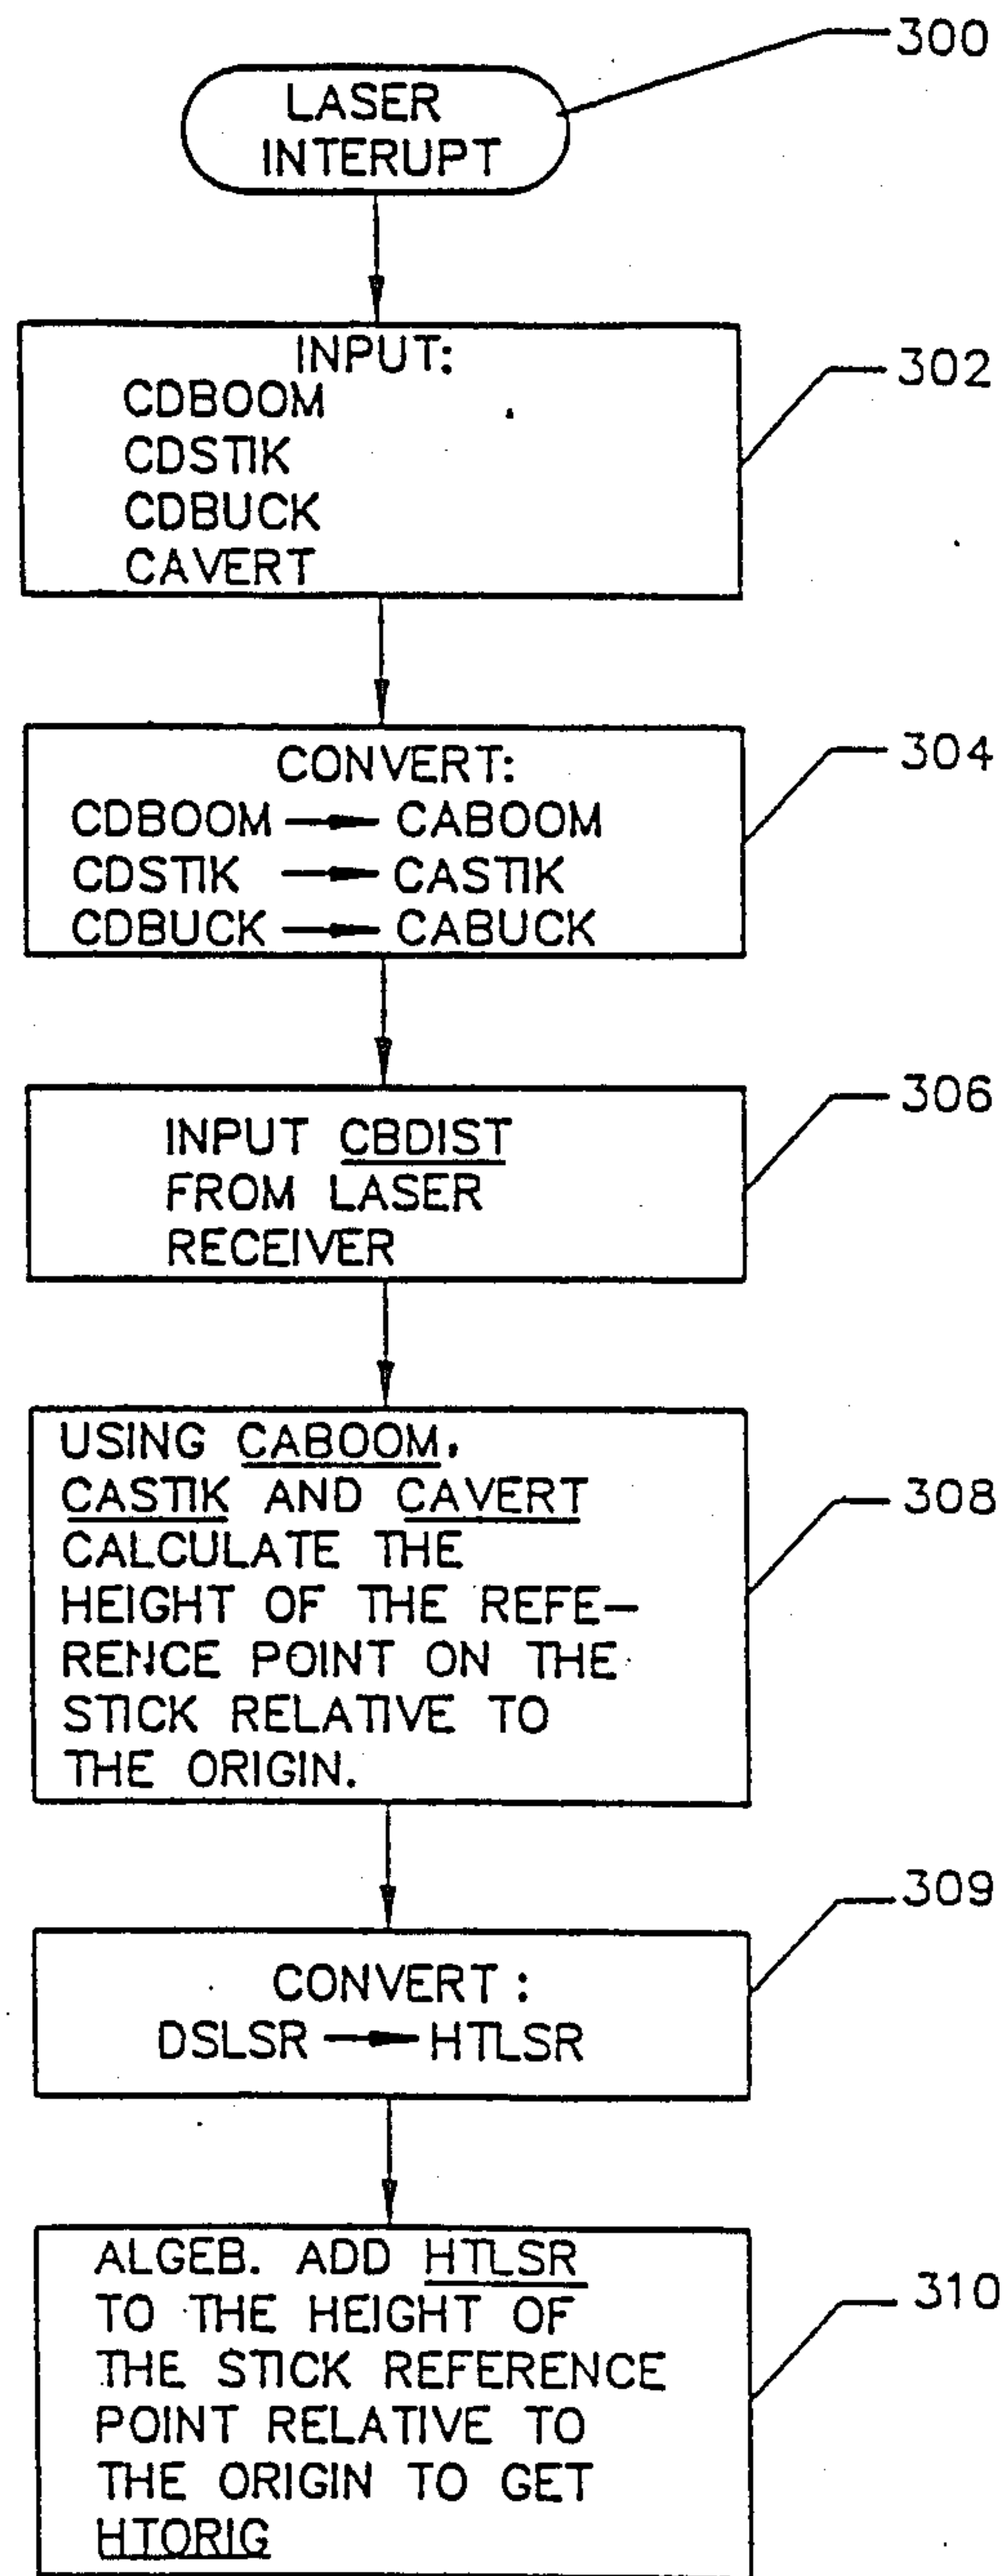 300
LASER
INTERUPT
INPUT:
302
CDBOOM
CDSTIK
CDBUCK
CAVERT
CONVERT:
304
CDBOOM → CABOOM
CDSTIK → CASTIK
CDBUCK → CABUCK
306
INPUT CBDIST
FROM LASER
RECEIVER
USING CABOOM,
CASTIK AND CAVERT
308
CALCULATE THE
HEIGHT OF THE REFE-
RENCE POINT ON THE
STICK RELATIVE TO
THE ORIGIN.
309
CONVERT :
DSLSR → HTLSR
ALGEB. ADD HTLSR
310
TO THE HEIGHT OF
THE STICK REFERENCE
POINT RELATIVE TO
THE ORIGIN TO GET
HTORIG